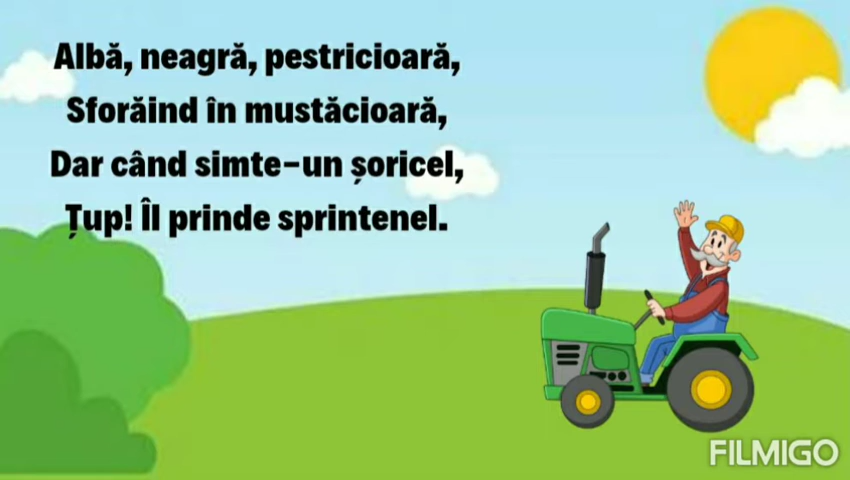 Albă, neagră, pestricioară,
Sforăind în mustăcioară,
Dar când simte-un șoricel,
Țup! Îl prinde sprintenel.
FILMIGO